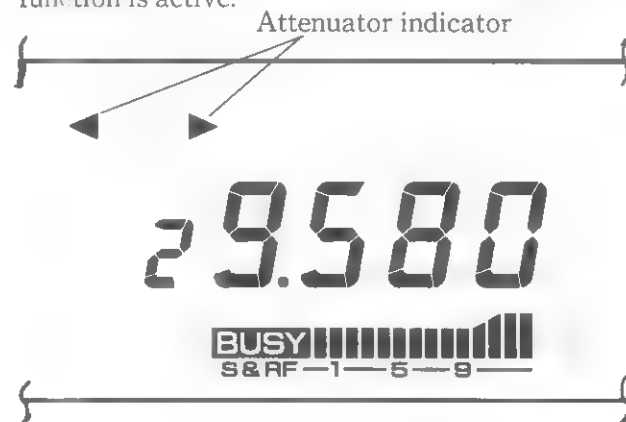 function is active.
Attenuator indicator
29.580
BUSY
S&RF—1—5—9—